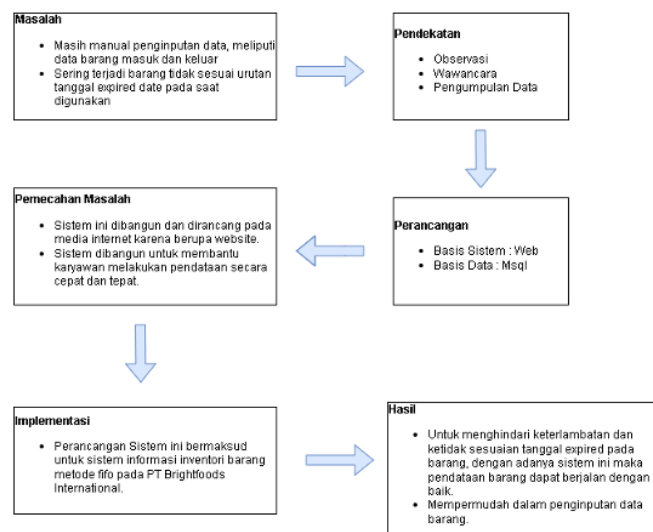 Masalah
• Masih manual penginputan data, meliputi
data barang masuk dan keluar
• Sering terjadi barang tidak sesuai urutan
tanggal expired date pada saat
digunakan
Pendekatan
• Observasi
• Wawancara
• Pengumpulan Data
Perancangan
• Basis Sistem : Web
• Basis Data : Msql
Pemecahan Masalah
• Sistem ini dibangun dan dirancang pada
media internet karena berupa website.
• Sistem dibangun untuk membantu
karyawan melakukan pendataan secara
cepat dan tepat.
Implementasi
• Perancangan Sistem ini bermaksud
untuk sistem informasi inventori barang
metode fifo pada PT Brightfoods
International.
Hasil
• Untuk menghindari keterlambatan dan
ketidak sesuaian tanggal expired pada
barang, dengan adanya sistem ini maka
pendataan barang dapat berjalan dengan
baik.
• Mempermudah dalam penginputan data
barang.